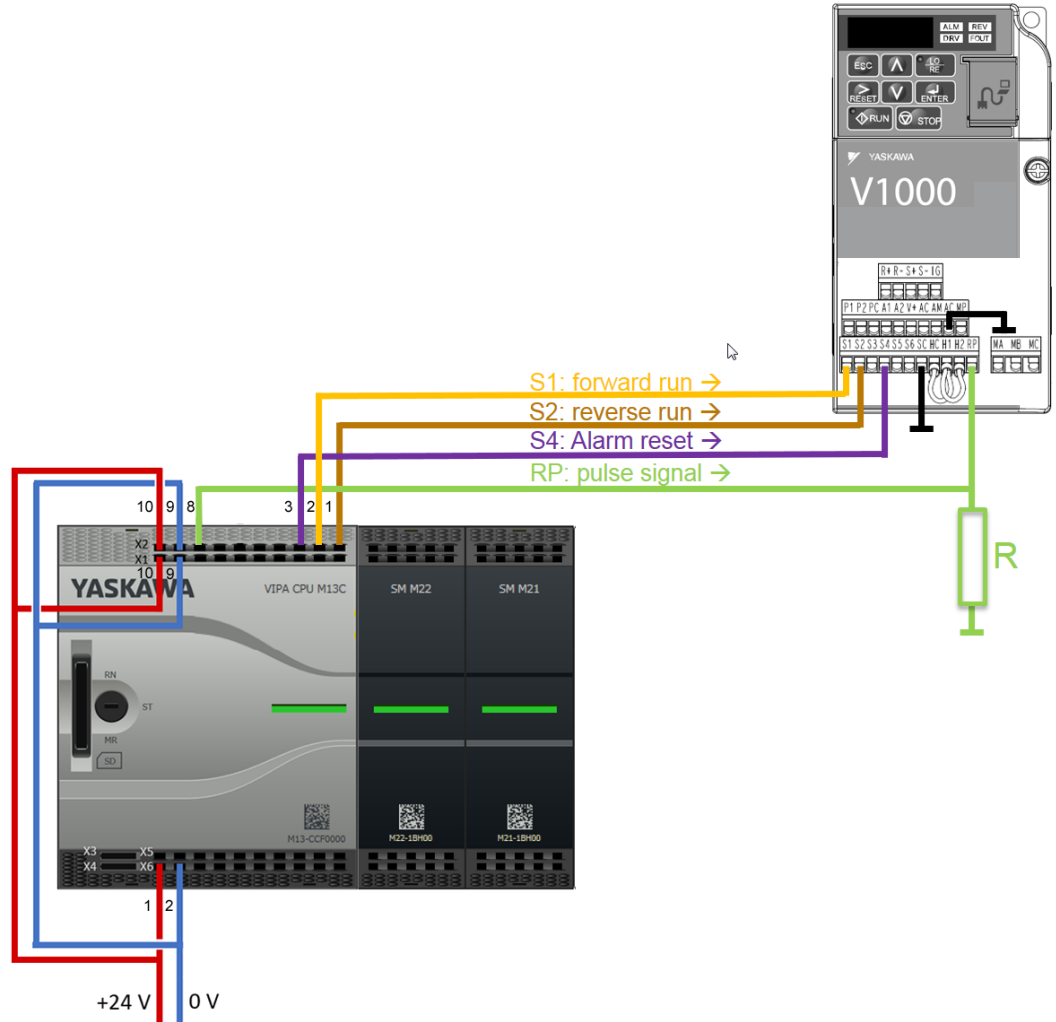 ALM REV
DRV FOUT
ESC LO RE
RESET ENTER
RUN STOP
YASKAWA
V1000
R+ R- S+ S- IG
P1 P2 PC A1 A2 V+ AC AM AC MP
S1 S2 S3 S4 S5 S6 SC HC H1 H2 RP
MA MB MC
S1: forward run →
S2: reverse run →
S4: Alarm reset →
RP: pulse signal →
R
10 9 8 3 2 1
X2
X1
10 9
YASKAWA
VIPA CPU M13C
SM M22
SM M21
RN
ST
MR
SD
M13-CCF0000
M22-1BH00
M21-1BH00
X3 X5
X4 X6
1 2
+24 V 0 V